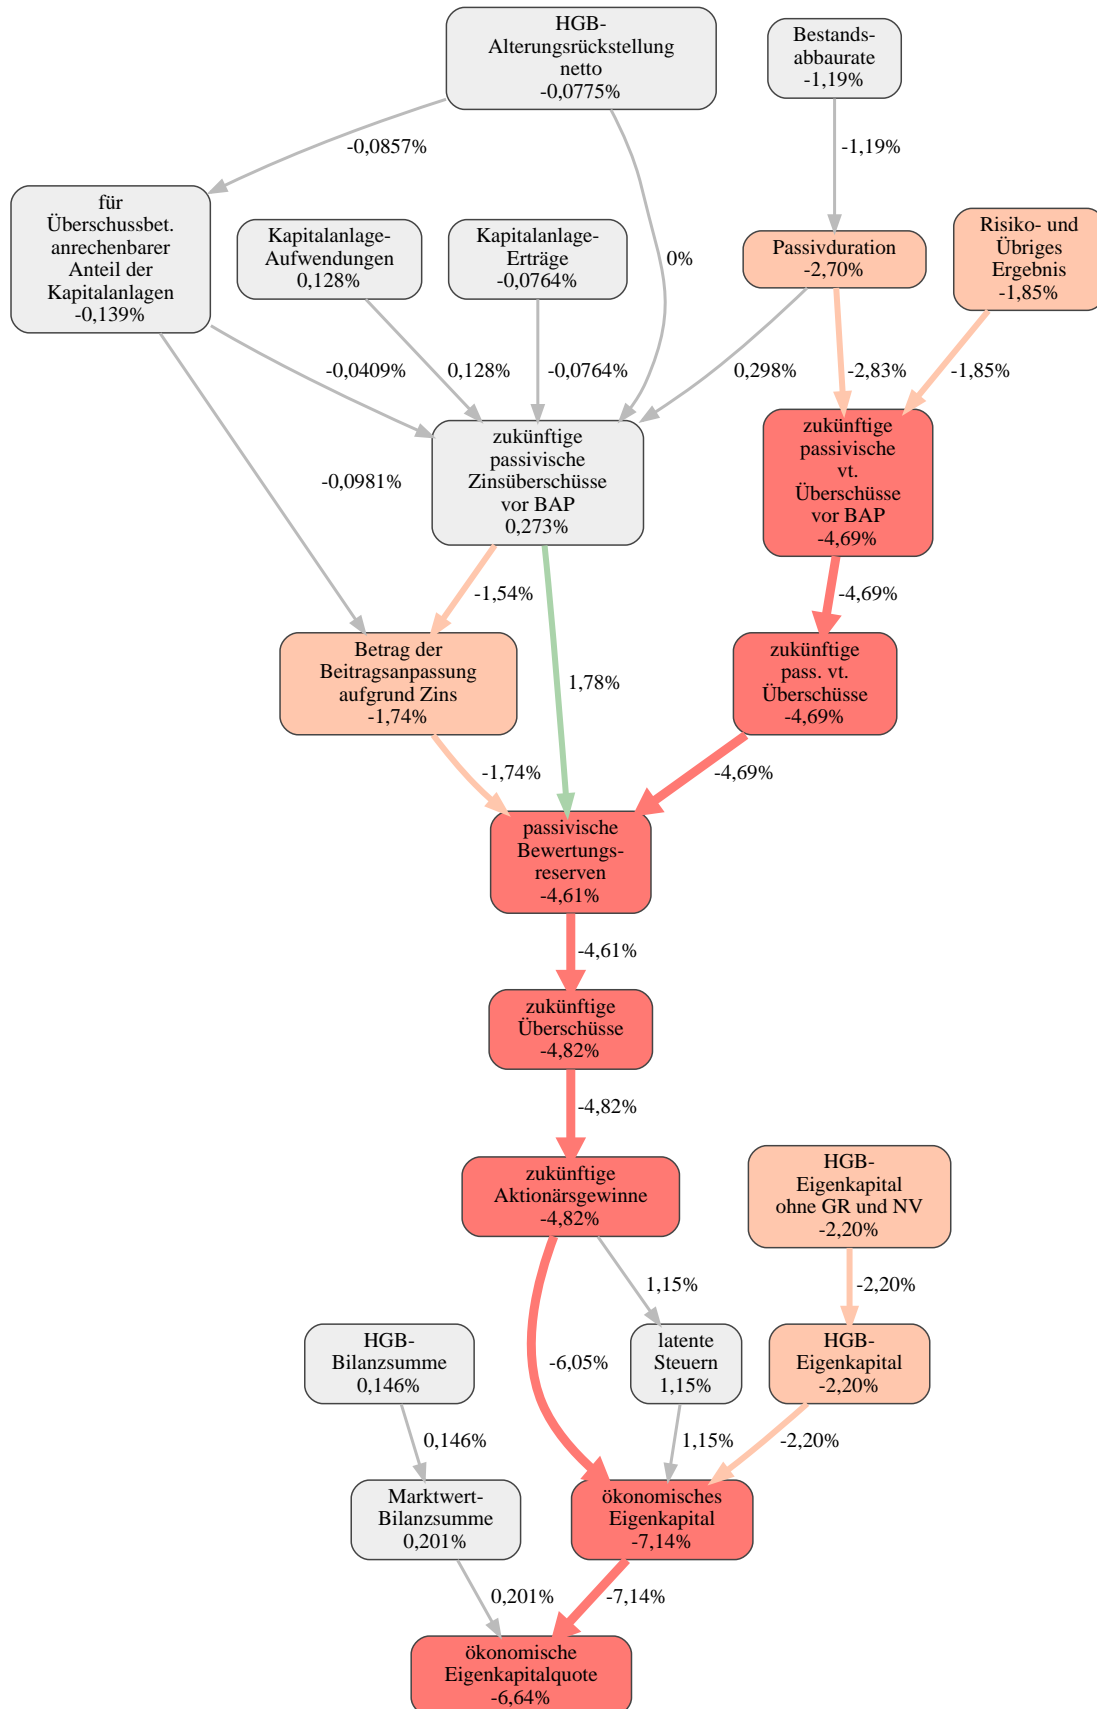 HGB-
Alterungsrückstellung
netto
-0,0775%
Bestands-
abbaurate
-1,19%
-0,0857%
-1,19%
für
Überschussbet.
anrechenbarer
Anteil der
Kapitalanlagen
-0,139%
Kapitalanlage-
Aufwendungen
0,128%
Kapitalanlage-
Erträge
-0,0764%
0%
Passivduration
-2,70%
Risiko- und
Übriges
Ergebnis
-1,85%
-0,0409%
0,128%
-0,0764%
0,298%
-2,83%
-1,85%
-0,0981%
zukünftige
passivische
Zinsüberschüsse
vor BAP
0,273%
zukünftige
passivische
vt.
Überschüsse
vor BAP
-4,69%
-1,54%
1,78%
-4,69%
Betrag der
Beitragsanpassung
aufgrund Zins
-1,74%
zukünftige
pass. vt.
Überschüsse
-4,69%
-1,74%
-4,69%
passivische
Bewertungs-
reserven
-4,61%
-4,61%
zukünftige
Überschüsse
-4,82%
-4,82%
zukünftige
Aktionärsgewinne
-4,82%
HGB-
Eigenkapital
ohne GR und NV
-2,20%
1,15%
-2,20%
-6,05%
HGB-
Bilanzsumme
0,146%
latente
Steuern
1,15%
HGB-
Eigenkapital
-2,20%
0,146%
1,15%
-2,20%
Marktwert-
Bilanzsumme
0,201%
ökonomisches
Eigenkapital
-7,14%
0,201%
-7,14%
ökonomische
Eigenkapitalquote
-6,64%